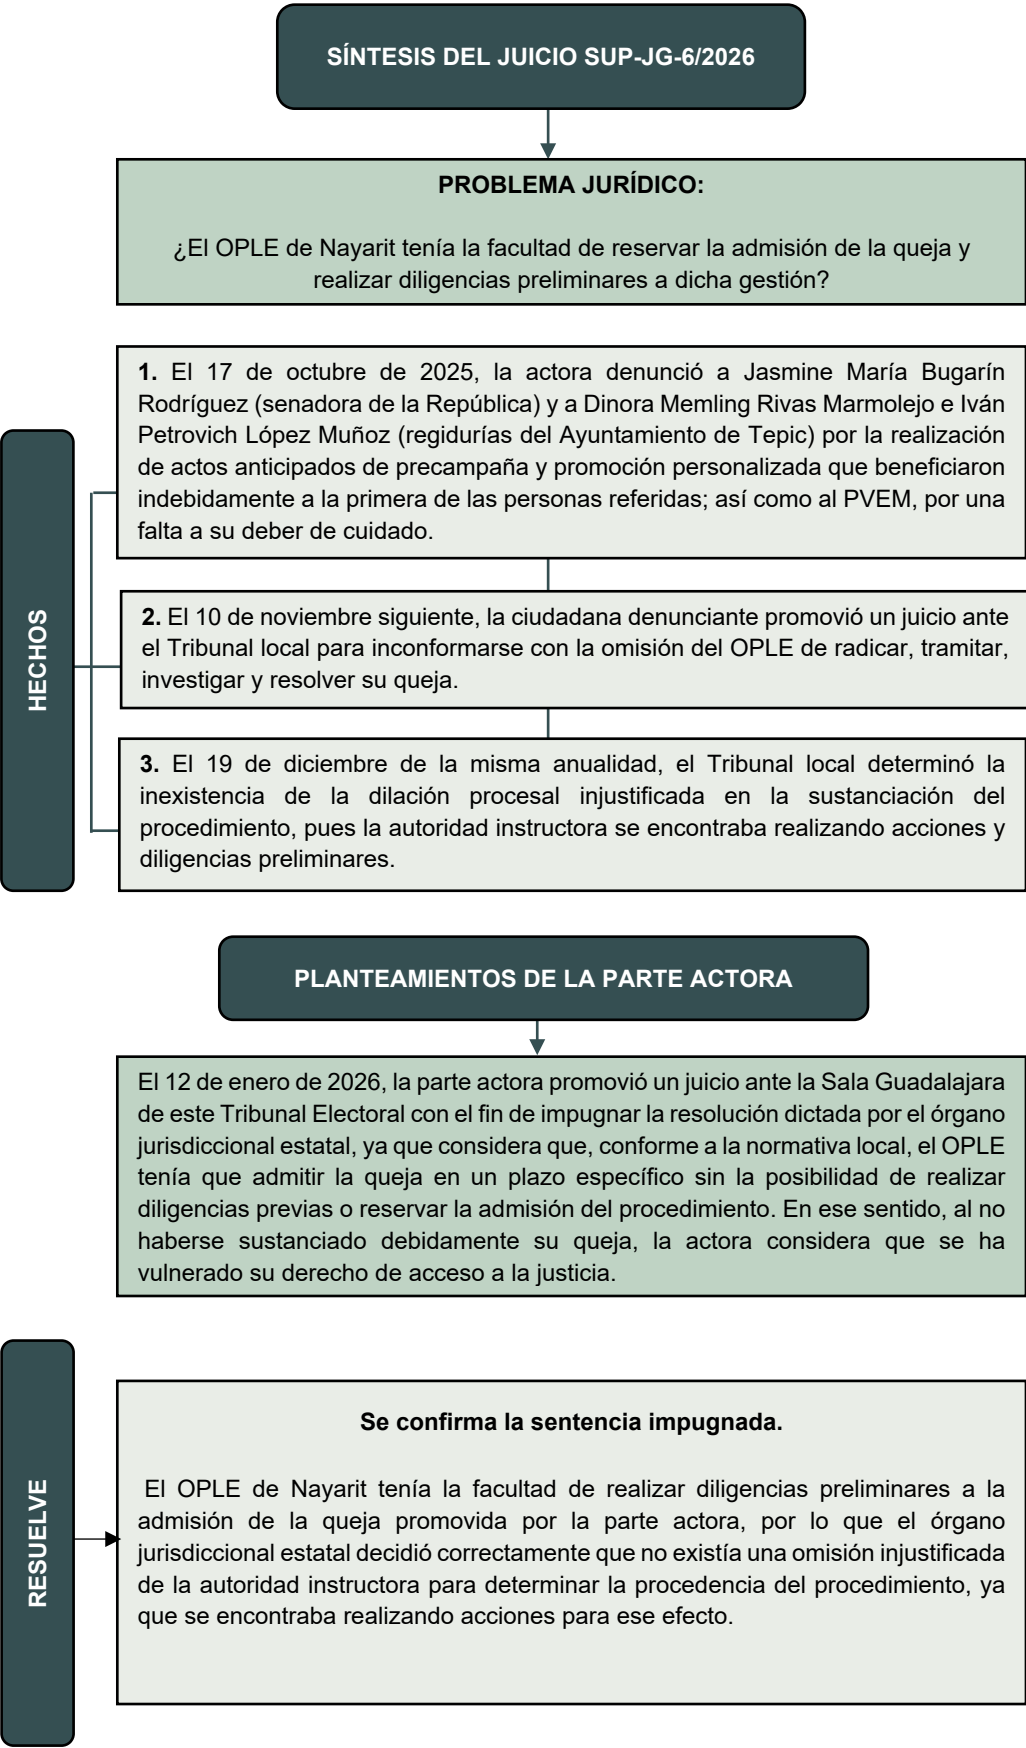 SÍNTESIS DEL JUICIO SUP-JG-6/2026
PROBLEMA JURÍDICO:
¿El OPLE de Nayarit tenía la facultad de reservar la admisión de la queja y
realizar diligencias preliminares a dicha gestión?
HECHOS
1. El 17 de octubre de 2025, la actora denunció a Jasmine María Bugarín
Rodríguez (senadora de la República) y a Dinora Memling Rivas Marmolejo e Iván
Petrovich López Muñoz (regidurías del Ayuntamiento de Tepic) por la realización
de actos anticipados de precampaña y promoción personalizada que beneficiaron
indebidamente a la primera de las personas referidas; así como al PVEM, por una
falta a su deber de cuidado.
2. El 10 de noviembre siguiente, la ciudadana denunciante promovió un juicio ante
el Tribunal local para inconformarse con la omisión del OPLE de radicar, tramitar,
investigar y resolver su queja.
3. El 19 de diciembre de la misma anualidad, el Tribunal local determinó la
inexistencia de la dilación procesal injustificada en la sustanciación del
procedimiento, pues la autoridad instructora se encontraba realizando acciones y
diligencias preliminares.
PLANTEAMIENTOS DE LA PARTE ACTORA
El 12 de enero de 2026, la parte actora promovió un juicio ante la Sala Guadalajara
de este Tribunal Electoral con el fin de impugnar la resolución dictada por el órgano
jurisdiccional estatal, ya que considera que, conforme a la normativa local, el OPLE
tenía que admitir la queja en un plazo específico sin la posibilidad de realizar
diligencias previas o reservar la admisión del procedimiento. En ese sentido, al no
haberse sustanciado debidamente su queja, la actora considera que se ha
vulnerado su derecho de acceso a la justicia.
RESUELVE
Se confirma la sentencia impugnada.
El OPLE de Nayarit tenía la facultad de realizar diligencias preliminares a la
admisión de la queja promovida por la parte actora, por lo que el órgano
jurisdiccional estatal decidió correctamente que no existía una omisión injustificada
de la autoridad instructora para determinar la procedencia del procedimiento, ya
que se encontraba realizando acciones para ese efecto.